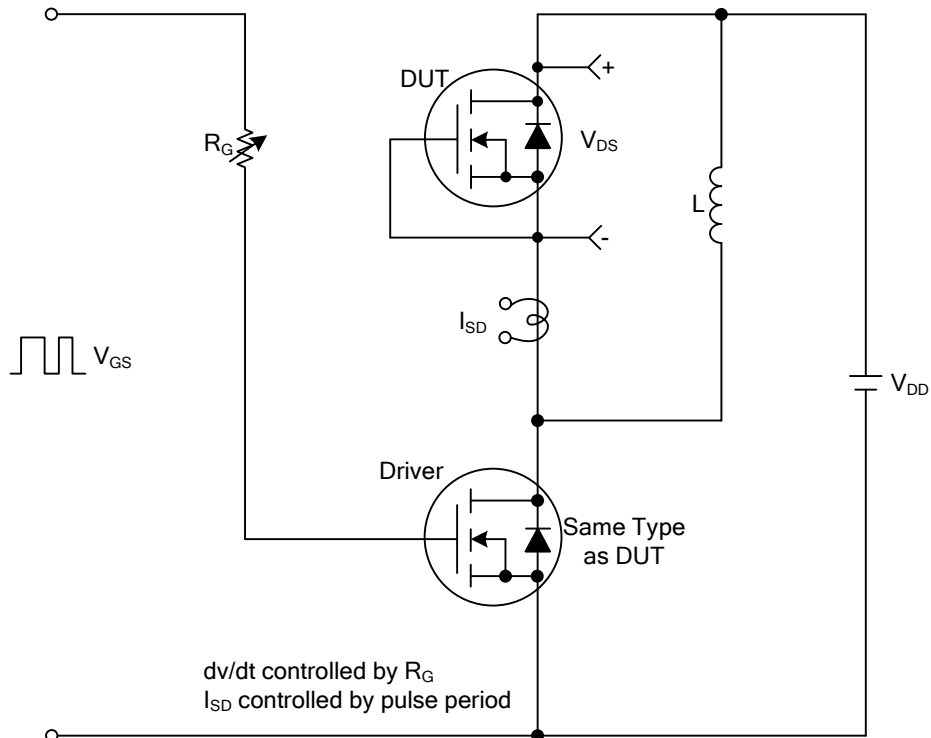 DUT
+
R_G
V_DS
L
-
I_SD
V_GS
V_DD
Driver
Same Type
as DUT
dv/dt controlled by R_G
I_SD controlled by pulse period